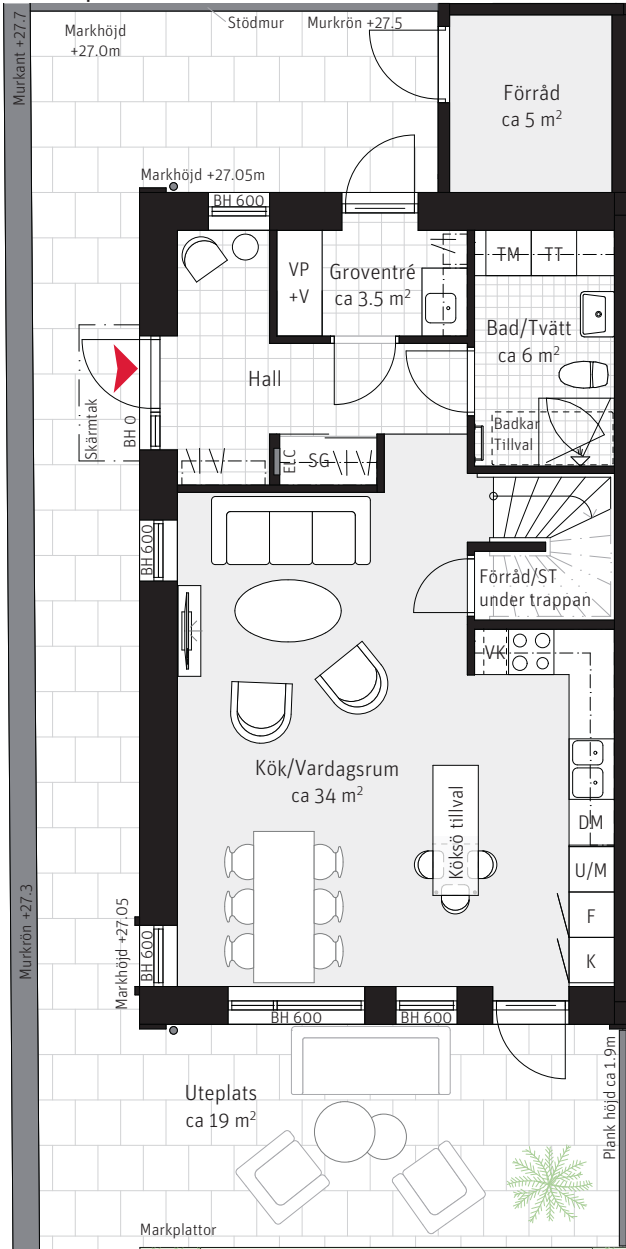 Murkant +27.7
Markhöjd
+27.0m
Stödmur
Murkrön +27.5
Förråd
ca 5 m²
Markhöjd +27.05m
BH 600
VP
+V
Groventré
ca 3.5 m²
TM
TT
Bad/Tvätt
ca 6 m²
Hall
Skärmtak
BH 0
Badkar
Tillval
ELC
SG
BH 600
Förråd/ST
under trappan
VK
Kök/Vardagsrum
ca 34 m²
Köksö tillval
DM
U/M
F
K
Murkrön +27.3
Markhöjd +27.05
BH 600
BH 600
BH 600
Uteplats
ca 19 m²
Plank höjd ca 1.9m
Markplattor